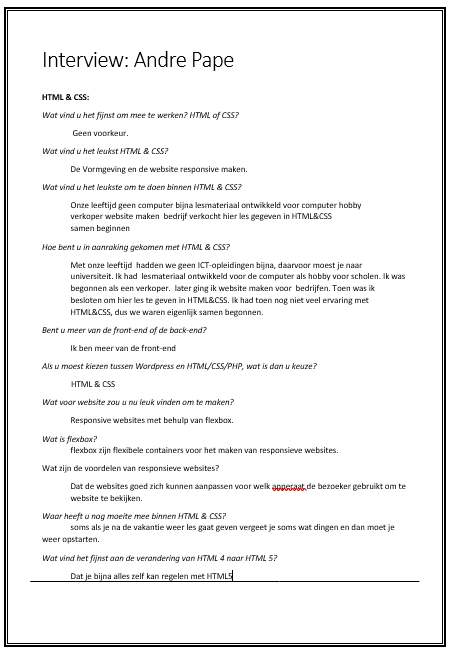 Interview: Andre Pape
HTML & CSS:
Wat vind u het fijnst om mee te werken? HTML of CSS?
Geen voorkeur.
Wat vind u het leukst HTML & CSS?
De Vormgeving en de website responsive maken.
Wat vind u het leukste om te doen binnen HTML & CSS?
Onze leeftijd geen computer bijna lesmateriaal ontwikkeld voor computer hobby
verkoper website maken bedrijf verkocht hier les gegeven in HTML&CSS
samen beginnen
Hoe bent u in aanraking gekomen met HTML & CSS?
Met onze leeftijd hadden we geen ICT-opleidingen bijna, daarvoor moest je naar
universiteit. Ik had lesmateriaal ontwikkeld voor de computer als hobby voor scholen. Ik was
begonnen als een verkoper. later ging ik website maken voor bedrijfen. Toen was ik
besloten om hier les te geven in HTML&CSS. Ik had toen nog niet veel ervaring met
HTML&CSS, dus we waren eigenlijk samen begonnen.
Bent u meer van de front-end of de back-end?
Ik ben meer van de front-end
Als u moest kiezen tussen Wordpress en HTML/CSS/PHP, wat is dan u keuze?
HTML & CSS
Wat voor website zou u nu leuk vinden om te maken?
Responsive websites met behulp van flexbox.
Wat is flexbox?
flexbox zijn flexibele containers voor het maken van responsieve websites.
Wat zijn de voordelen van responsieve websites?
Dat de websites goed zich kunnen aanpassen voor welk apperaat de bezoeker gebruikt om te
website te bekijken.
Waar heeft u nog moeite mee binnen HTML & CSS?
soms als je na de vakantie weer les gaat geven vergeet je soms wat dingen en dan moet je
weer opstarten.
Wat vind het fijnst aan de verandering van HTML 4 naar HTML 5?
Dat je bijna alles zelf kan regelen met HTML5